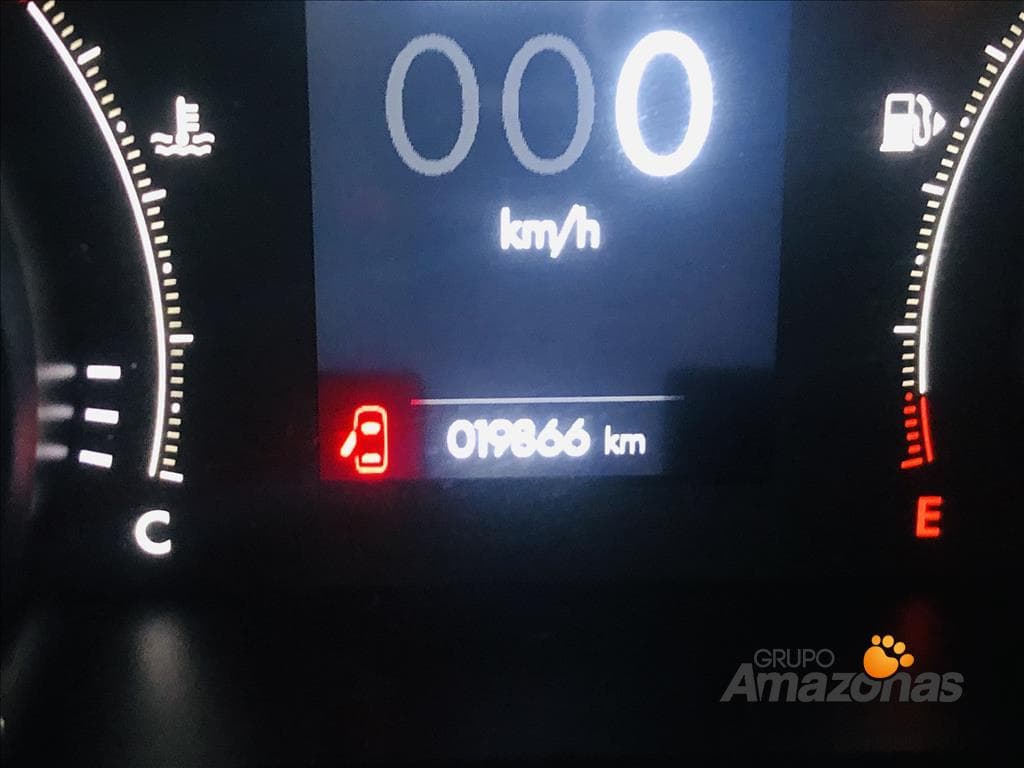 000
km/h
019866 km
C
E
GRUPO
Amazonas